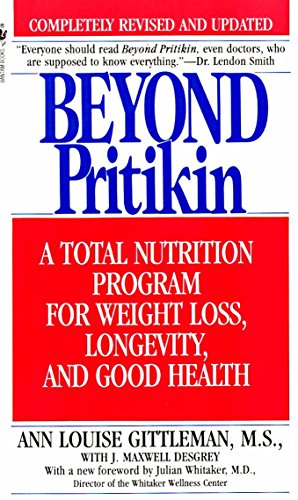 COMPLETELY REVISED AND UPDATED
"Everyone should read Beyond Pritikin, even doctors, who
are supposed to know everything."—Dr. Lendon Smith
BEYOND
Pritikin
A TOTAL NUTRITION
PROGRAM
FOR WEIGHT LOSS,
LONGEVITY,
AND GOOD HEALTH
ANN LOUISE GITTLEMAN, M.S.,
WITH J. MAXWELL DESGREY
With a new foreword by Julian Whitaker, M.D.,
Director of the Whitaker Wellness Center
BANTAM BOOKS